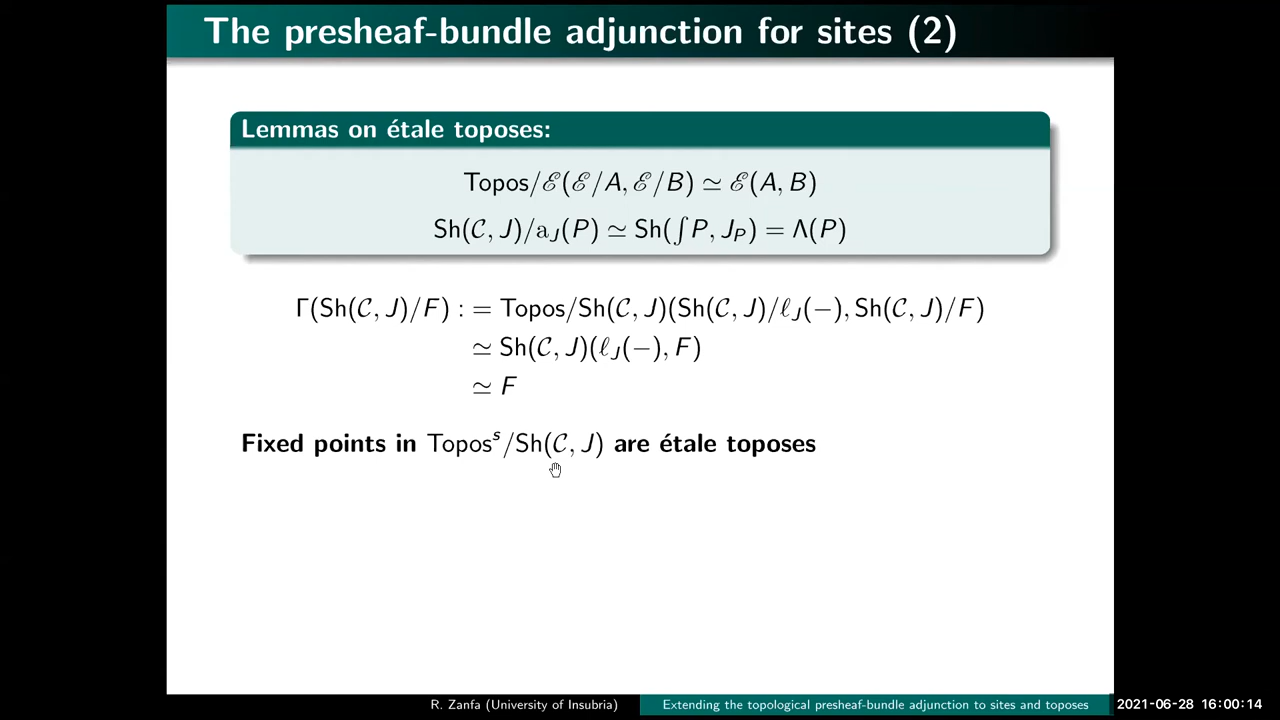 The presheaf-bundle adjunction for sites (2)
Lemmas on étale toposes:
Topos/ℰ(ℰ/A, ℰ/B) ≃ ℰ(A, B)
Sh(𝒞, J)/a_J(P) ≃ Sh(∫P, J_P) = Λ(P)
Γ(Sh(𝒞, J)/F) : = Topos/Sh(𝒞, J)(Sh(𝒞, J)/ℓ_J(−), Sh(𝒞, J)/F)
≃ Sh(𝒞, J)(ℓ_J(−), F)
≃ F
Fixed points in Topos^s/Sh(𝒞, J) are étale toposes
R. Zanfa (University of Insubria) Extending the topological presheaf-bundle adjunction to sites and toposes 2021-06-28 16:00:14